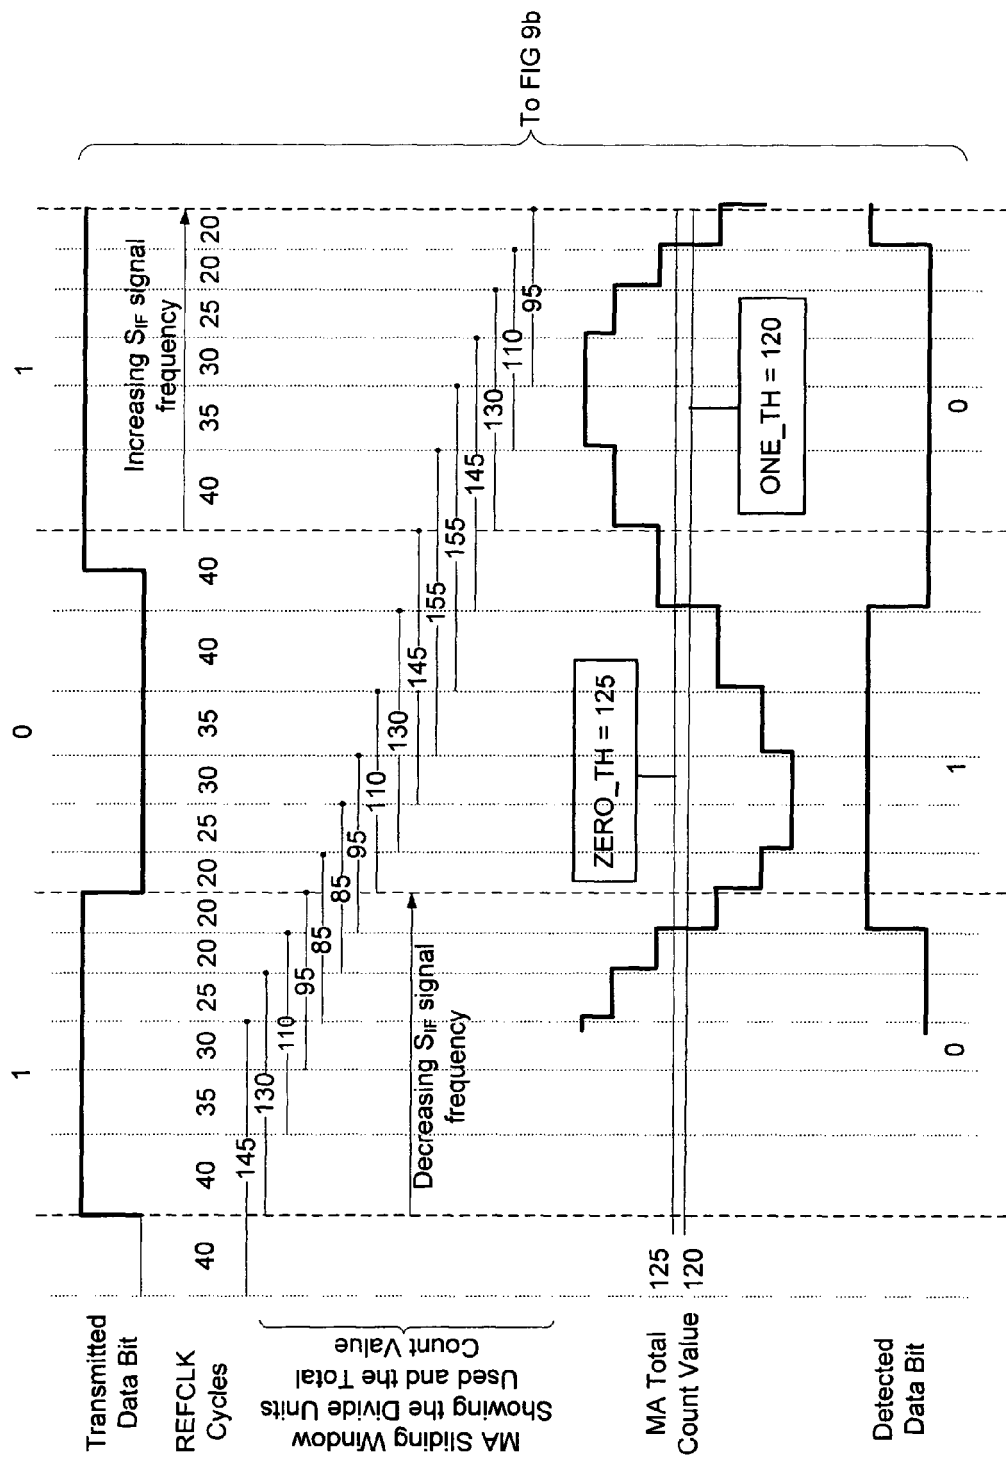 Transmitted
Data Bit
1 0 1
REFCLK
Cycles
40 40 35 30 25 20 20 20 25 30 35 40 40 40 35 30 25 20 20
Increasing SIF signal
frequency
MA Sliding Window
Showing the Divide Units
Used and the Total
Count Value
145
130
110
95
85
85
95
110
130
145
155
155
145
130
110
95
Decreasing SIF signal
frequency
To FIG 9b
MA Total
Count Value
125
120
ZERO_TH = 125
ONE_TH = 120
Detected
Data Bit
0 1 0